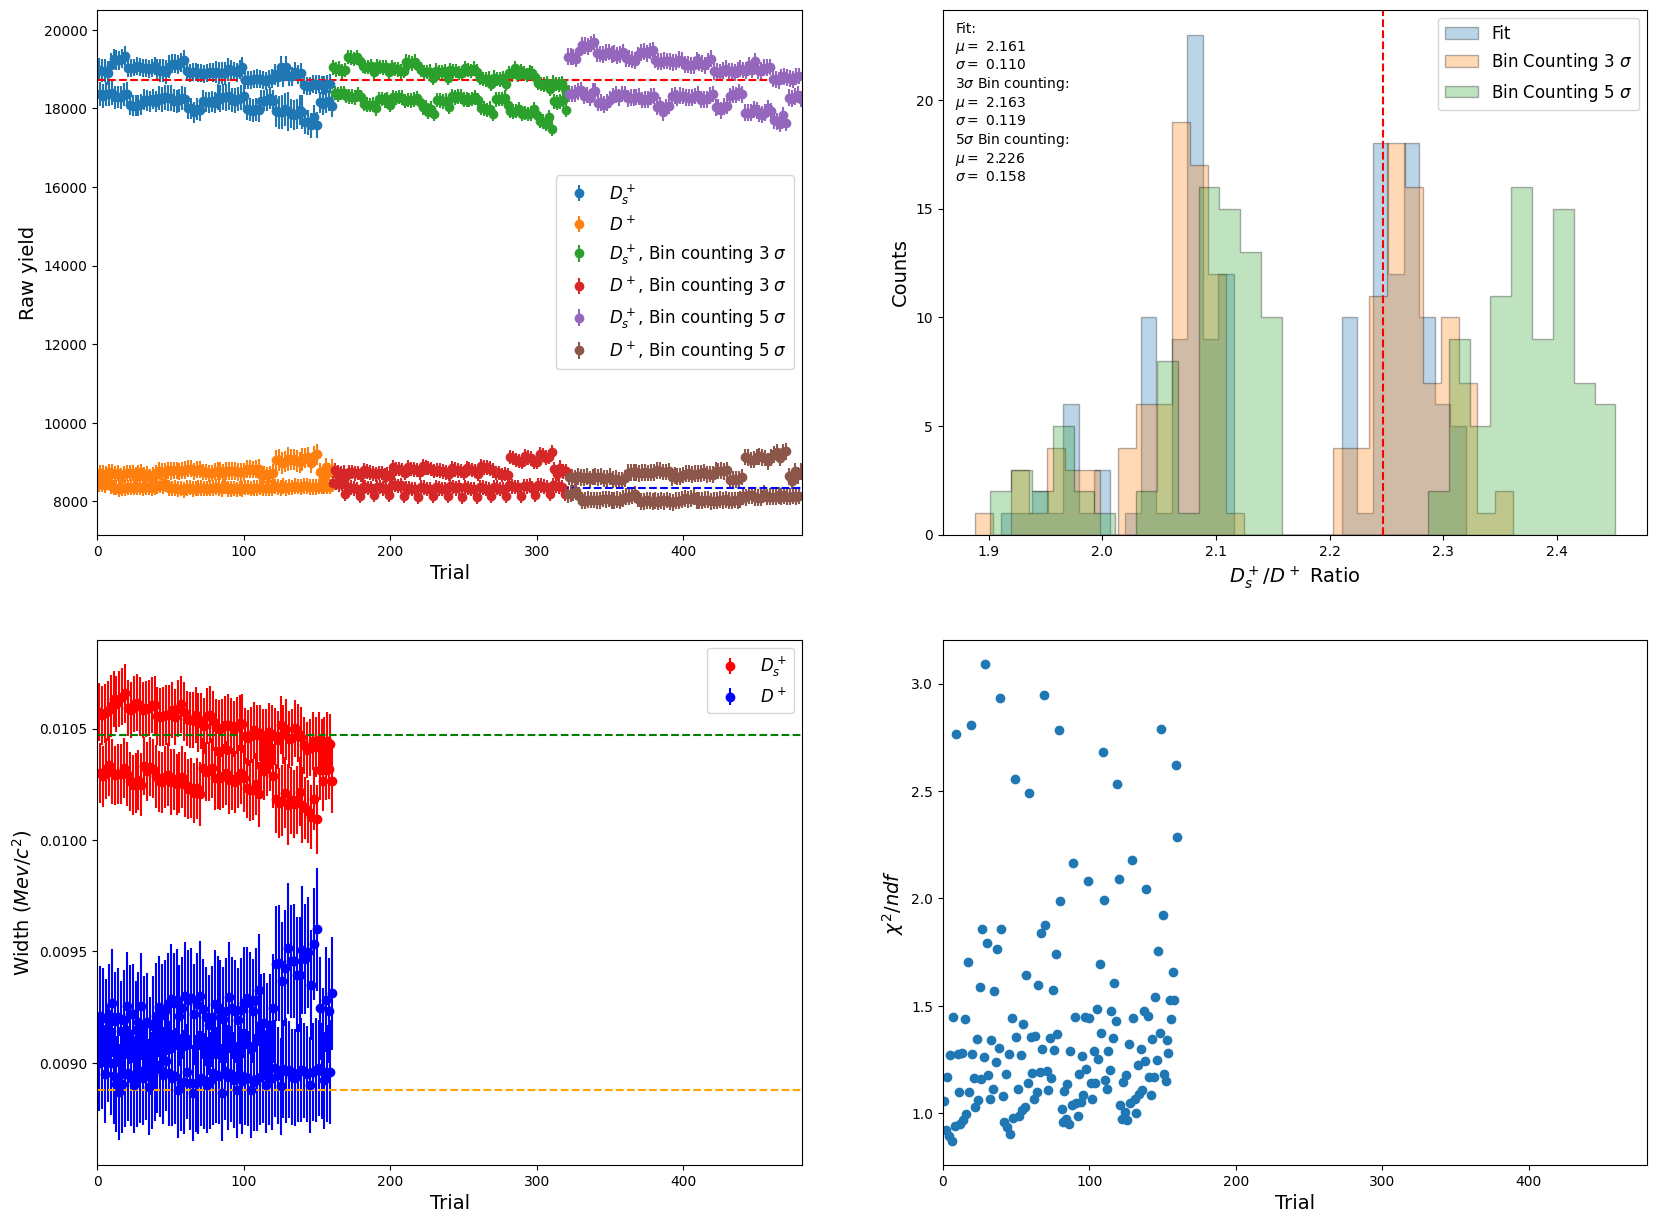 20000
18000
16000
14000
12000
10000
8000
Raw yield
0 100 200 300 400
Trial
D_s^+
D^+
D_s^+, Bin counting 3 σ
D^+, Bin counting 3 σ
D_s^+, Bin counting 5 σ
D^+, Bin counting 5 σ
Fit:
μ = 2.161
σ = 0.110
3σ Bin counting:
μ = 2.163
σ = 0.119
5σ Bin counting:
μ = 2.226
σ = 0.158
Fit
Bin Counting 3 σ
Bin Counting 5 σ
20
15
10
5
0
Counts
1.9 2.0 2.1 2.2 2.3 2.4
D_s^+/D^+ Ratio
D_s^+
D^+
0.0105
0.0100
0.0095
0.0090
Width (Mev/c²)
0 100 200 300 400
Trial
3.0
2.5
2.0
1.5
1.0
χ²/ndf
0 100 200 300 400
Trial